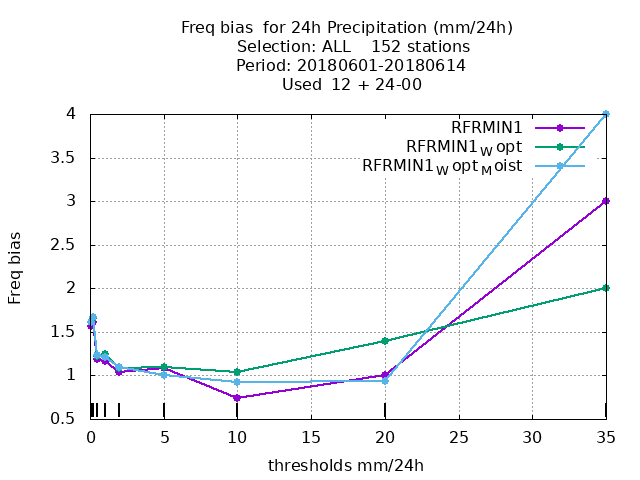 Freq bias  for 24h Precipitation (mm/24h)
Selection: ALL    152 stations
Period: 20180601-20180614
Used  12 + 24-00
RFRMIN1
RFRMIN1_W opt
RFRMIN1_W opt_M oist
4
3.5
3
2.5
2
1.5
1
0.5
Freq bias
0 5 10 15 20 25 30 35
thresholds mm/24h